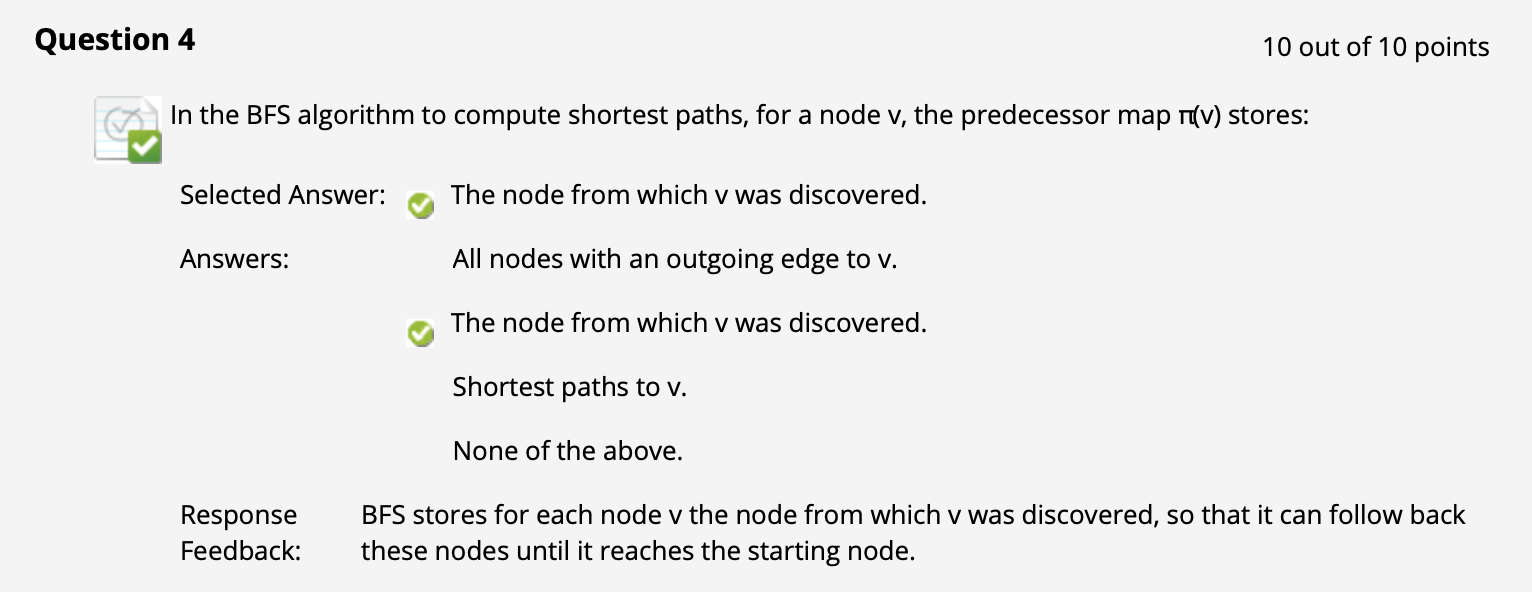 Question 4
10 out of 10 points
In the BFS algorithm to compute shortest paths, for a node v, the predecessor map π(v) stores:
Selected Answer: The node from which v was discovered.
Answers: All nodes with an outgoing edge to v.
The node from which v was discovered.
Shortest paths to v.
None of the above.
Response Feedback: BFS stores for each node v the node from which v was discovered, so that it can follow back
these nodes until it reaches the starting node.